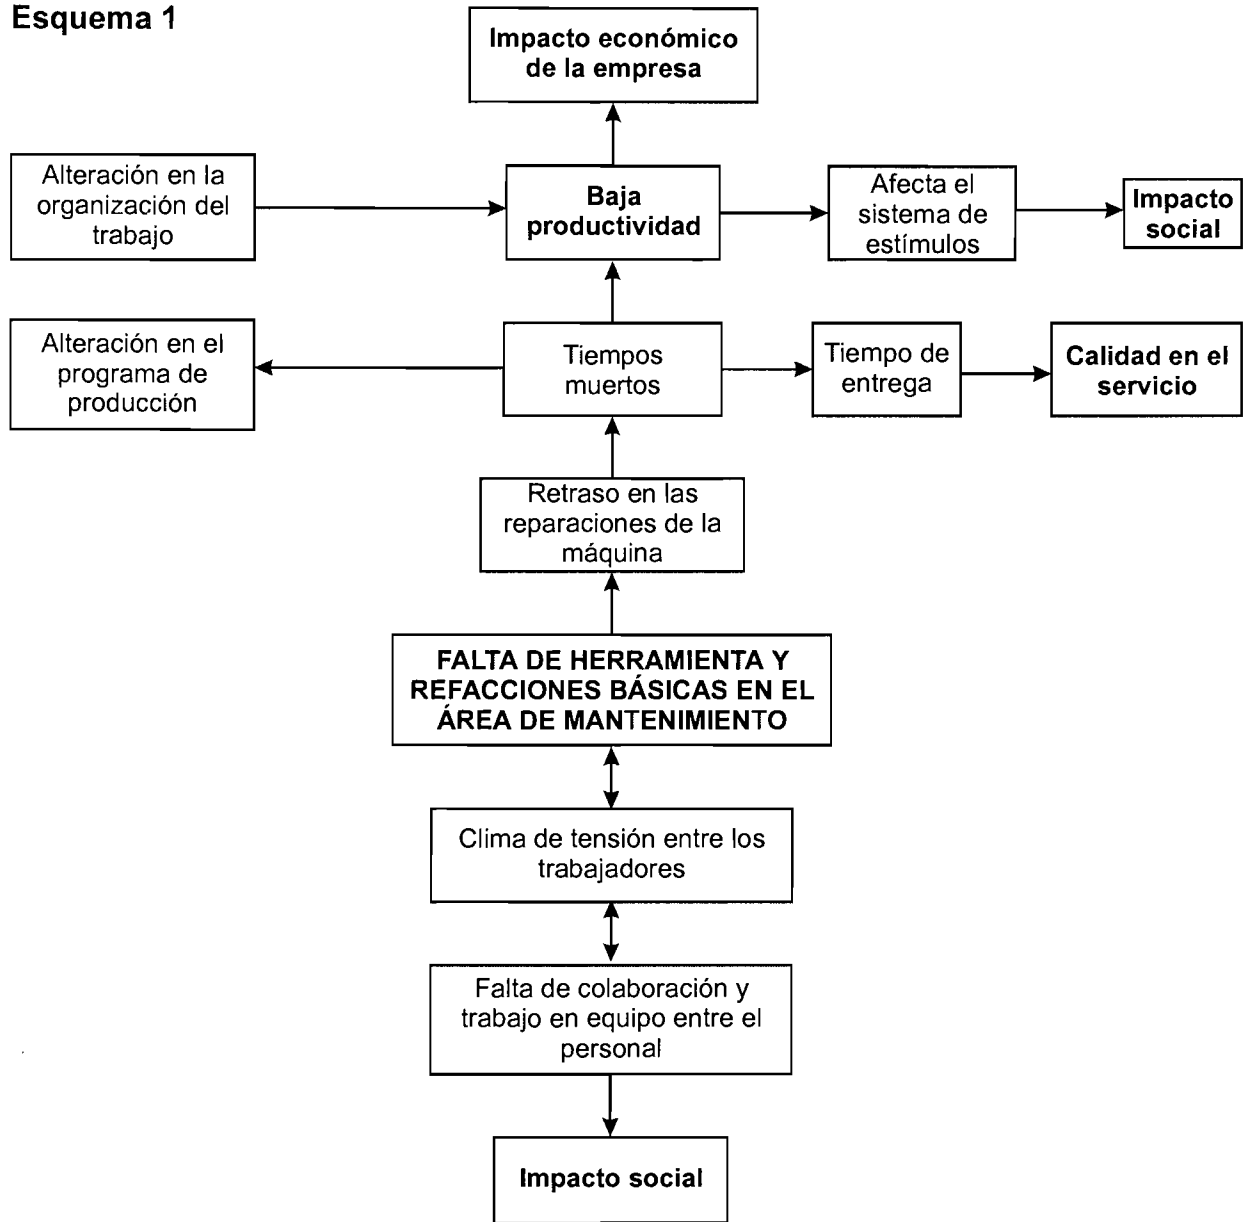 Esquema 1
Impacto económico
de la empresa
Alteración en la
organización del
trabajo
Baja
productividad
Afecta el
sistema de
estímulos
Impacto
social
Alteración en el
programa de
producción
Tiempos
muertos
Tiempo de
entrega
Calidad en el
servicio
Retraso en las
reparaciones de la
máquina
FALTA DE HERRAMIENTA Y
REFACCIONES BÁSICAS EN EL
ÁREA DE MANTENIMIENTO
Clima de tensión entre los
trabajadores
Falta de colaboración y
trabajo en equipo entre el
personal
Impacto social